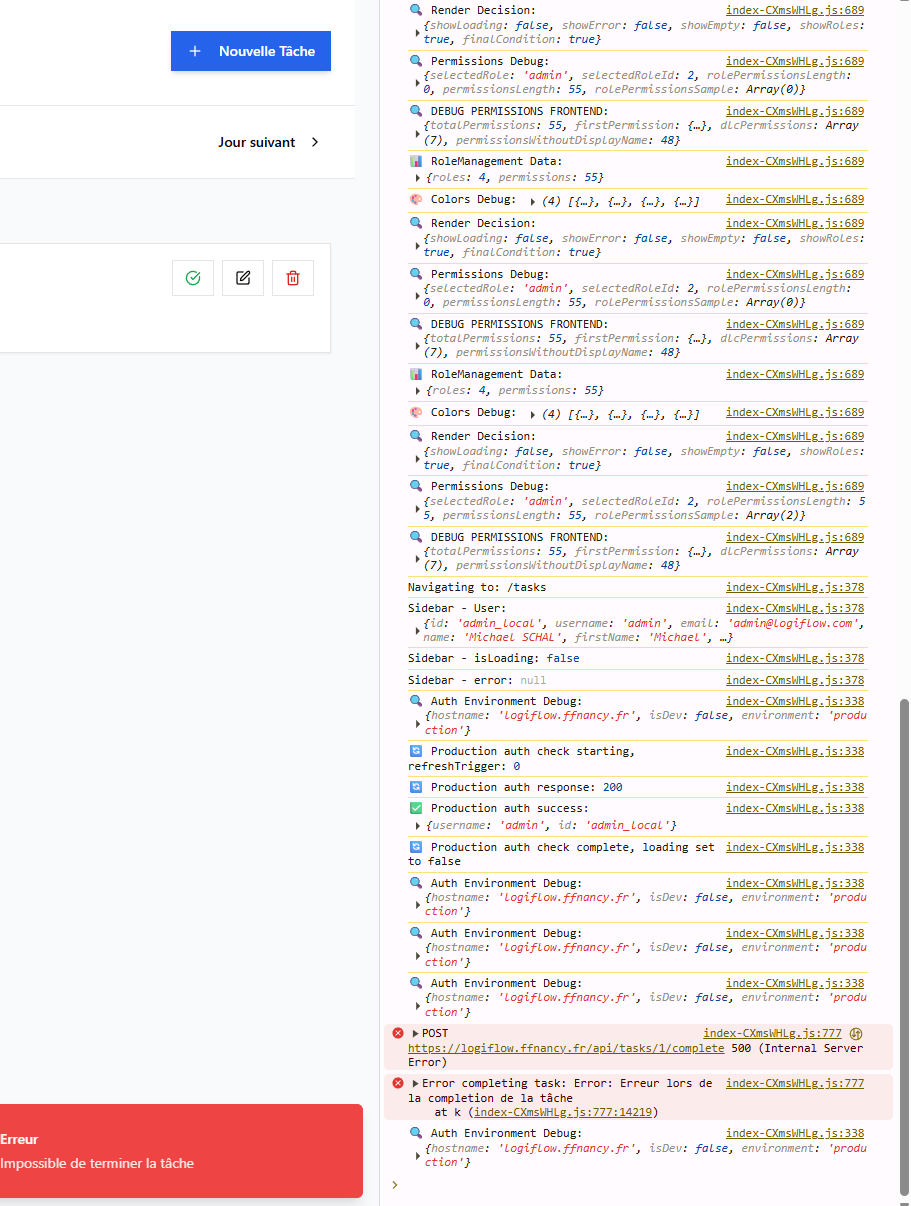 + Nouvelle Tâche
Jour suivant
Erreur
Impossible de terminer la tâche
Render Decision: index-CXmsWHLg.js:689
{showLoading: false, showError: false, showEmpty: false, showRoles:
true, finalCondition: true}
Permissions Debug: index-CXmsWHLg.js:689
{selectedRole: 'admin', selectedRoleId: 2, rolePermissionsLength:
0, permissionsLength: 55, rolePermissionsSample: Array(0)}
DEBUG PERMISSIONS FRONTEND: index-CXmsWHLg.js:689
{totalPermissions: 55, firstPermission: {…}, dlcPermissions: Array
(7), permissionsWithoutDisplayName: 48}
RoleManagement Data: index-CXmsWHLg.js:689
{roles: 4, permissions: 55}
Colors Debug: (4) [{…}, {…}, {…}, {…}] index-CXmsWHLg.js:689
Render Decision: index-CXmsWHLg.js:689
{showLoading: false, showError: false, showEmpty: false, showRoles:
true, finalCondition: true}
Permissions Debug: index-CXmsWHLg.js:689
{selectedRole: 'admin', selectedRoleId: 2, rolePermissionsLength:
0, permissionsLength: 55, rolePermissionsSample: Array(0)}
DEBUG PERMISSIONS FRONTEND: index-CXmsWHLg.js:689
{totalPermissions: 55, firstPermission: {…}, dlcPermissions: Array
(7), permissionsWithoutDisplayName: 48}
RoleManagement Data: index-CXmsWHLg.js:689
{roles: 4, permissions: 55}
Colors Debug: (4) [{…}, {…}, {…}, {…}] index-CXmsWHLg.js:689
Render Decision: index-CXmsWHLg.js:689
{showLoading: false, showError: false, showEmpty: false, showRoles:
true, finalCondition: true}
Permissions Debug: index-CXmsWHLg.js:689
{selectedRole: 'admin', selectedRoleId: 2, rolePermissionsLength: 5
5, permissionsLength: 55, rolePermissionsSample: Array(2)}
DEBUG PERMISSIONS FRONTEND: index-CXmsWHLg.js:689
{totalPermissions: 55, firstPermission: {…}, dlcPermissions: Array
(7), permissionsWithoutDisplayName: 48}
Navigating to: /tasks index-CXmsWHLg.js:378
Sidebar - User: index-CXmsWHLg.js:378
{id: 'admin_local', username: 'admin', email: 'admin@logiflow.com',
name: 'Michael SCHAL', firstName: 'Michael', …}
Sidebar - isLoading: false index-CXmsWHLg.js:378
Sidebar - error: null index-CXmsWHLg.js:378
Auth Environment Debug: index-CXmsWHLg.js:338
{hostname: 'logiflow.ffnancy.fr', isDev: false, environment: 'produ
ction'}
Production auth check starting, index-CXmsWHLg.js:338
refreshTrigger: 0
Production auth response: 200 index-CXmsWHLg.js:338
Production auth success: index-CXmsWHLg.js:338
{username: 'admin', id: 'admin_local'}
Production auth check complete, loading set index-CXmsWHLg.js:338
to false
Auth Environment Debug: index-CXmsWHLg.js:338
{hostname: 'logiflow.ffnancy.fr', isDev: false, environment: 'produ
ction'}
Auth Environment Debug: index-CXmsWHLg.js:338
{hostname: 'logiflow.ffnancy.fr', isDev: false, environment: 'produ
ction'}
Auth Environment Debug: index-CXmsWHLg.js:338
{hostname: 'logiflow.ffnancy.fr', isDev: false, environment: 'produ
ction'}
POST index-CXmsWHLg.js:777
https://logiflow.ffnancy.fr/api/tasks/1/complete 500 (Internal Server
Error)
Error completing task: Error: Erreur lors de index-CXmsWHLg.js:777
la completion de la tâche
at k (index-CXmsWHLg.js:777:14219)
Auth Environment Debug: index-CXmsWHLg.js:338
{hostname: 'logiflow.ffnancy.fr', isDev: false, environment: 'produ
ction'}